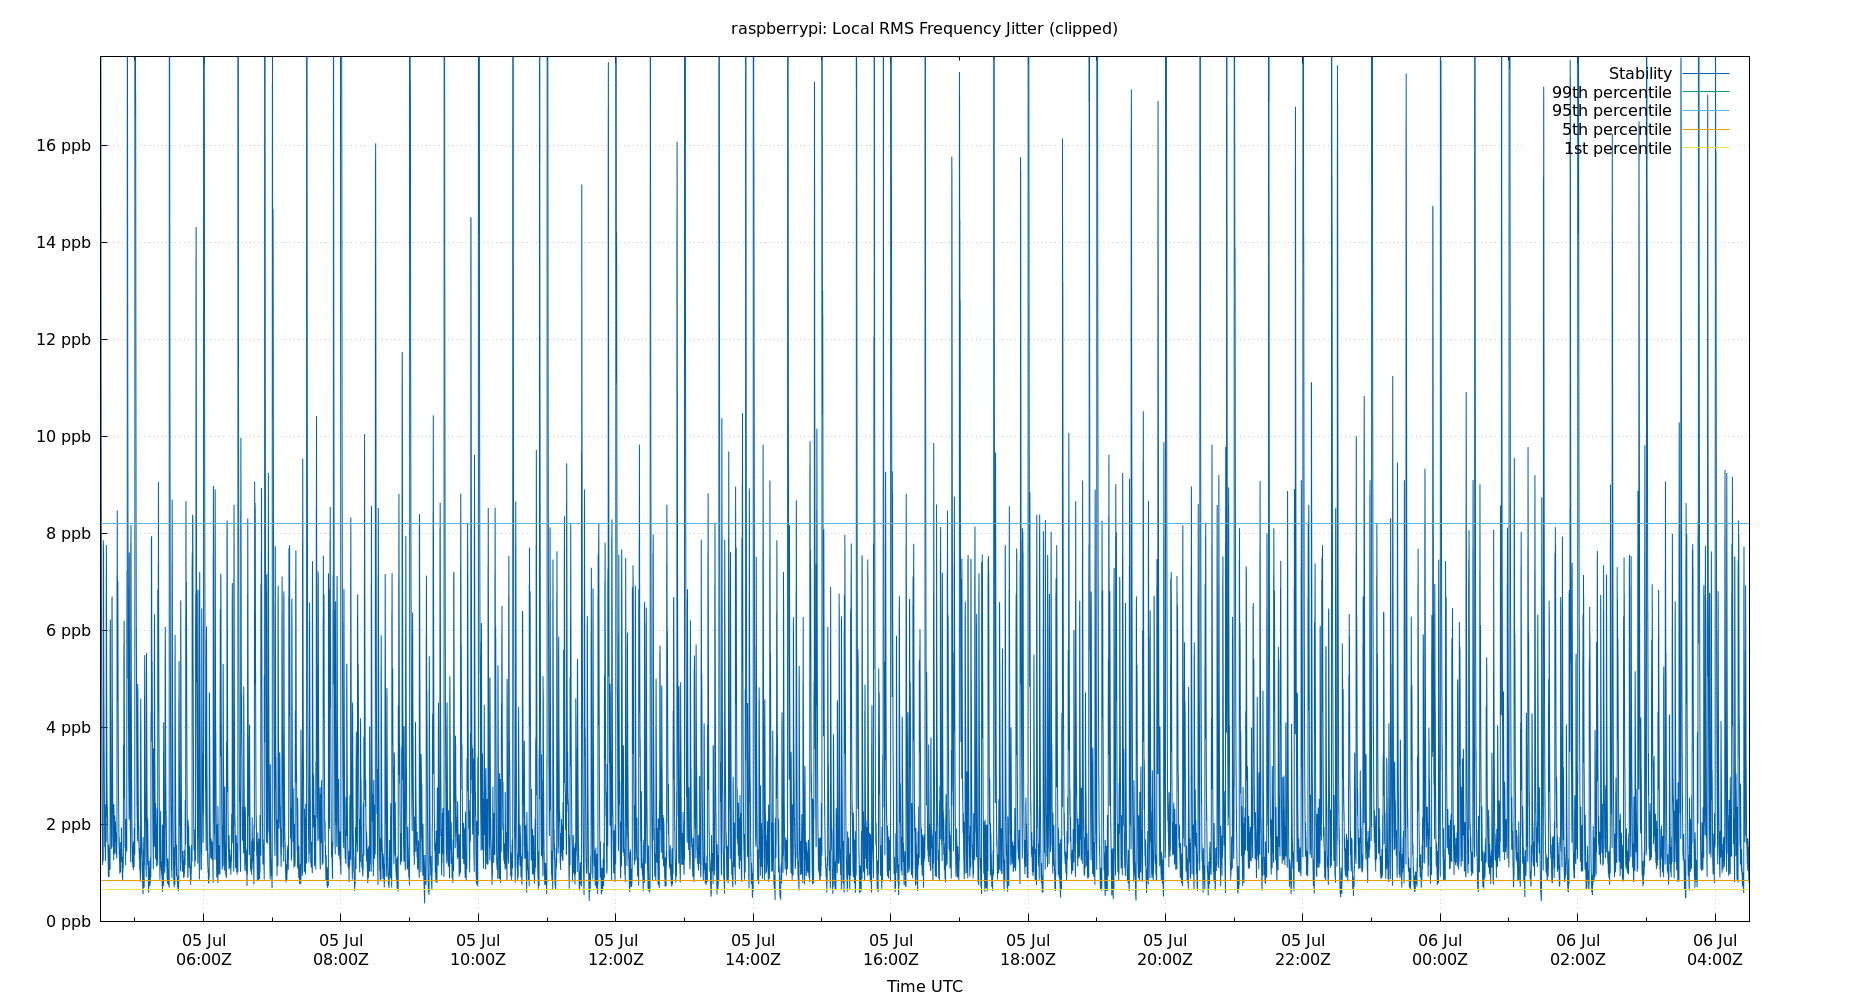 raspberrypi: Local RMS Frequency Jitter (clipped)
Stability
99th percentile
95th percentile
5th percentile
1st percentile
16 ppb
14 ppb
12 ppb
10 ppb
8 ppb
6 ppb
4 ppb
2 ppb
0 ppb
05 Jul 05 Jul 05 Jul 05 Jul 05 Jul 05 Jul 05 Jul 05 Jul 05 Jul 06 Jul 06 Jul 06 Jul
06:00Z 08:00Z 10:00Z 12:00Z 14:00Z 16:00Z 18:00Z 20:00Z 22:00Z 00:00Z 02:00Z 04:00Z
Time UTC